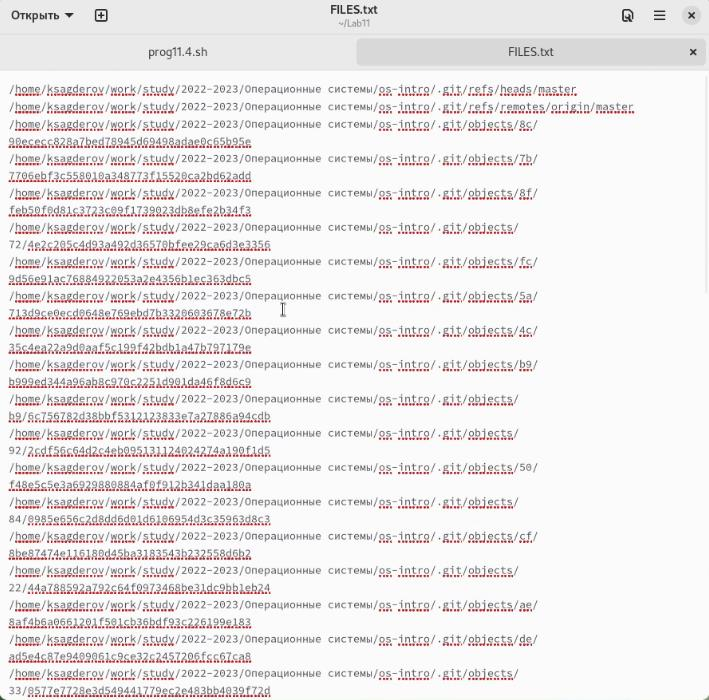 Открыть
FILES.txt
~/Lab11
prog11.4.sh
FILES.txt
/home/ksagderov/work/study/2022-2023/Операционные системы/os-intro/.git/refs/heads/master
/home/ksagderov/work/study/2022-2023/Операционные системы/os-intro/.git/refs/remotes/origin/master
/home/ksagderov/work/study/2022-2023/Операционные системы/os-intro/.git/objects/8c/
90ececc828a7bed78945d69498adae0c65b95e
/home/ksagderov/work/study/2022-2023/Операционные системы/os-intro/.git/objects/7b/
7706ebf3c558010a348773f15520ca2bd62add
/home/ksagderov/work/study/2022-2023/Операционные системы/os-intro/.git/objects/8f/
feb50f0d81c3723c09f1739023db8efe2b34f3
/home/ksagderov/work/study/2022-2023/Операционные системы/os-intro/.git/objects/
72/4e2c205c4d93a492d36570bfee29ca6d3e3356
/home/ksagderov/work/study/2022-2023/Операционные системы/os-intro/.git/objects/fc/
9d56e91ac76884922053a2e4356b1ec363dbc5
/home/ksagderov/work/study/2022-2023/Операционные системы/os-intro/.git/objects/5a/
713d9ce0ecd0648e769ebd7b3320603678e72b
/home/ksagderov/work/study/2022-2023/Операционные системы/os-intro/.git/objects/4c/
35c4ea22a9d0aaf5c199f42bdb1a47b797179e
/home/ksagderov/work/study/2022-2023/Операционные системы/os-intro/.git/objects/b9/
b999ed344a96ab8c970c2251d901da46f8d6c9
/home/ksagderov/work/study/2022-2023/Операционные системы/os-intro/.git/objects/
b9/6c756782d38bbf5312123833e7a27886a94cdb
/home/ksagderov/work/study/2022-2023/Операционные системы/os-intro/.git/objects/
92/2cdf56c64d2c4eb095131124024274a190f1d5
/home/ksagderov/work/study/2022-2023/Операционные системы/os-intro/.git/objects/50/
f48e5c5e3a6929880884af0f912b341daa180a
/home/ksagderov/work/study/2022-2023/Операционные системы/os-intro/.git/objects/
84/0985e656c2d8dd6d01d6106954d3c35963d8c3
/home/ksagderov/work/study/2022-2023/Операционные системы/os-intro/.git/objects/cf/
8be87474e116180d45ba3183543b232558d6b2
/home/ksagderov/work/study/2022-2023/Операционные системы/os-intro/.git/objects/
22/44a788592a792c64f0973468be31dc9bb1eb24
/home/ksagderov/work/study/2022-2023/Операционные системы/os-intro/.git/objects/ae/
8af4b6a0661201f501cb36bdf93c226199e183
/home/ksagderov/work/study/2022-2023/Операционные системы/os-intro/.git/objects/de/
ad5e4c87e9409061c9ce32c2457206fcc67ca8
/home/ksagderov/work/study/2022-2023/Операционные системы/os-intro/.git/objects/
33/0577e7728e3d549441779ec2e483bb4039f72d